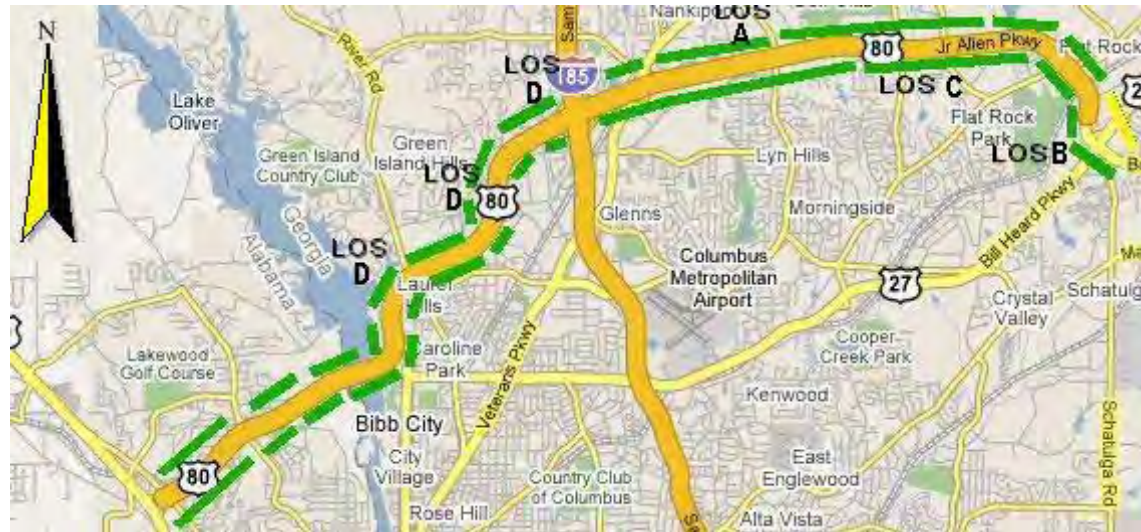 LOS
A
Sam
Nankipoo
N
River Rd
LOS
D
85
80
Jr Allen Pkwy
Flat Rock
Lake
Oliver
LOS C
Flat Rock
Park
Green Island
Country Club
Green
Island Hills
LOS
D
80
Lyn Hills
LOS B
Glenns
Morningside
Bill Heard Pkwy
Georgia
Alabama
LOS
D
Columbus
Metropolitan
Airport
27
Laurel
Hills
Crystal
Valley
Schatulga
Lakewood
Golf Course
Caroline
Park
Veterans Pkwy
Cooper
Creek Park
Kenwood
Bibb City
City
Village
80
Country Club
of Columbus
East
Englewood
Schatulga Rd
Rose Hill
Alta Vista